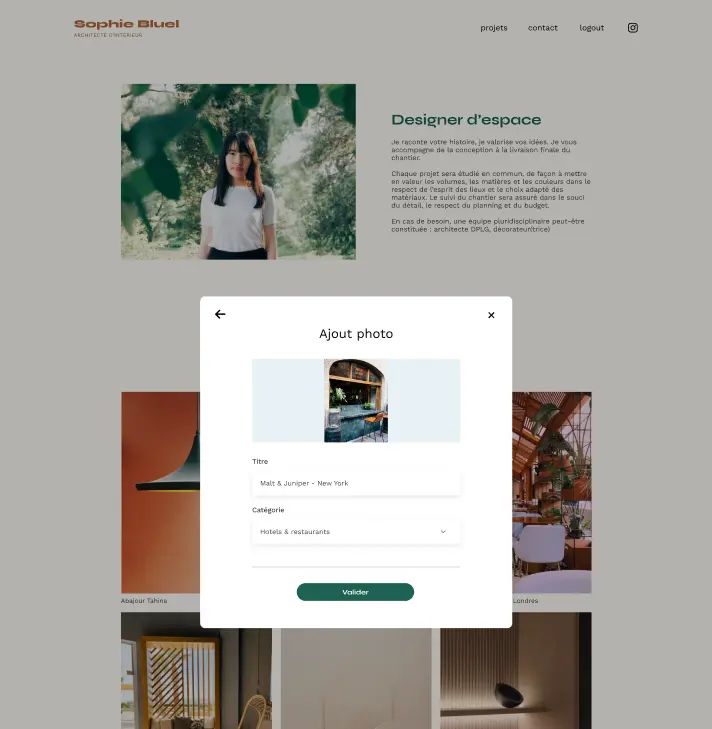 Sophie Bluel
ARCHITECTE D'INTÉRIEUR
projets
contact
logout
Designer d'espace
Je raconte votre histoire, je valorise vos idées. Je vous
accompagne de la conception à la livraison finale du
chantier.
Chaque projet sera étudié en commun, de façon à mettre
en valeur les volumes, les matières et les couleurs dans le
respect de l'esprit des lieux et le choix adapté des
matériaux. Le suivi du chantier sera assuré dans le souci
du détail, le respect du planning et du budget.
En cas de besoin, une équipe pluridisciplinaire peut-être
constituée : architecte DPLG, décorateur(trice)
Ajout photo
Titre
Malt & Juniper - New York
Catégorie
Hotels & restaurants
Valider
Abajour Tahina
Londres